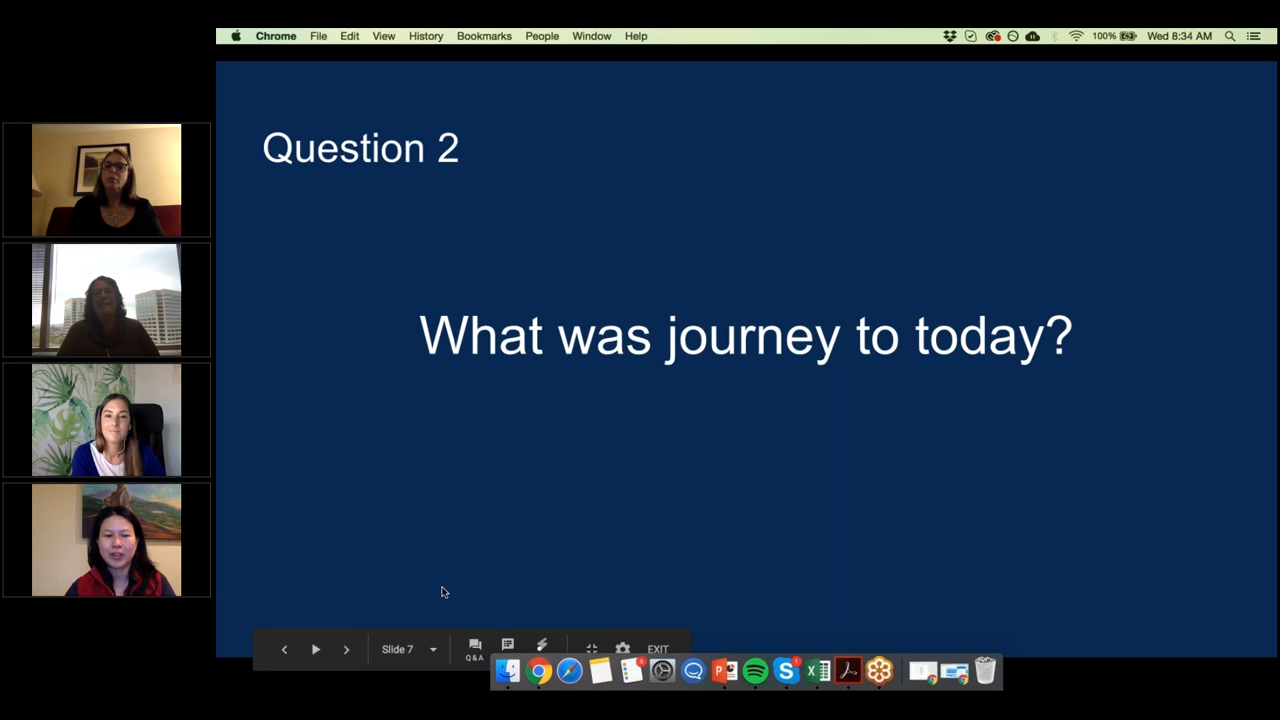 Chrome File Edit View History Bookmarks People Window Help 100% Wed 8:34 AM
Question 2
What was journey to today?
Slide 7 Q&A EXIT